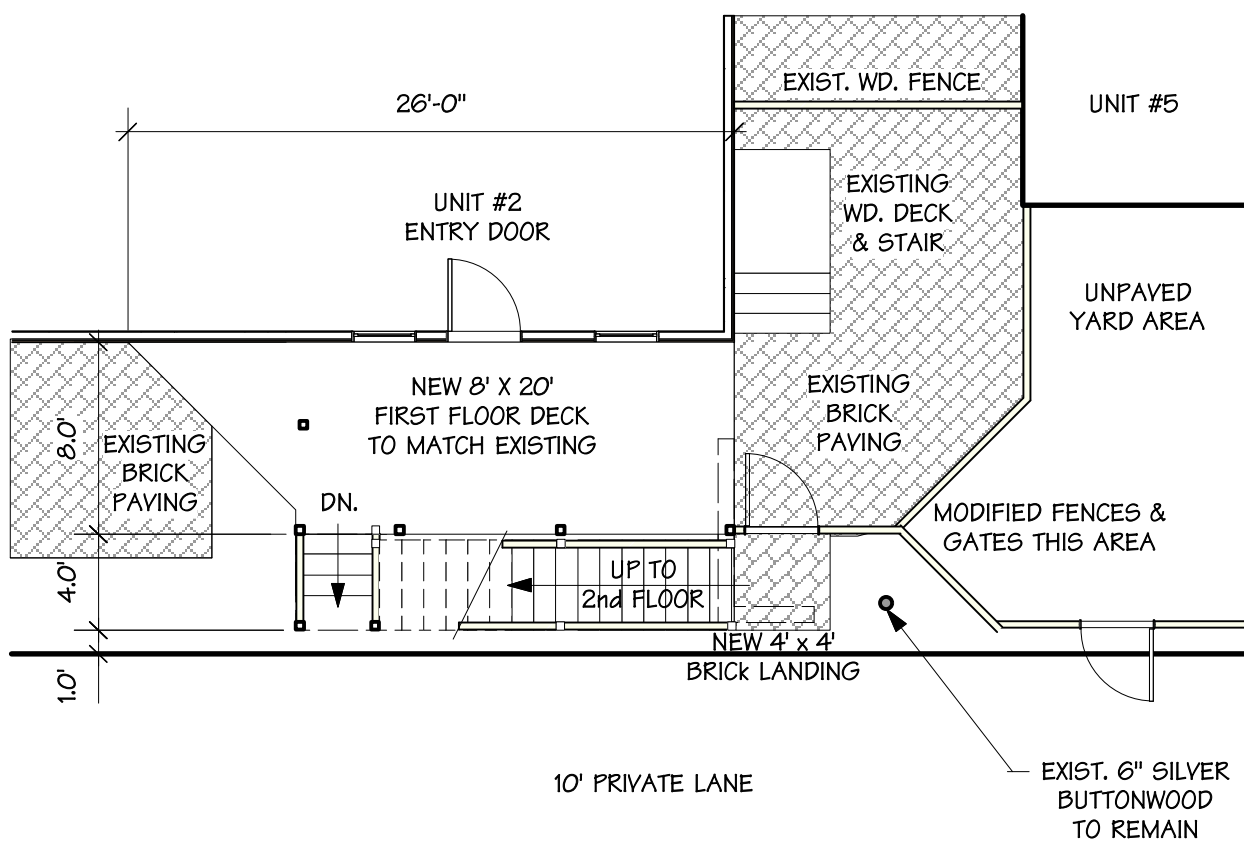 EXIST. WD. FENCE
26'-0"
UNIT #5
EXISTING
WD. DECK
& STAIR
UNIT #2
ENTRY DOOR
UNPAVED
YARD AREA
NEW 8' X 20'
FIRST FLOOR DECK
TO MATCH EXISTING
EXISTING
BRICK
PAVING
8.0'
EXISTING
BRICK
PAVING
DN.
MODIFIED FENCES &
GATES THIS AREA
4.0'
UP TO
2nd FLOOR
NEW 4' x 4'
BRICK LANDING
1.0'
10' PRIVATE LANE
EXIST. 6" SILVER
BUTTONWOOD
TO REMAIN